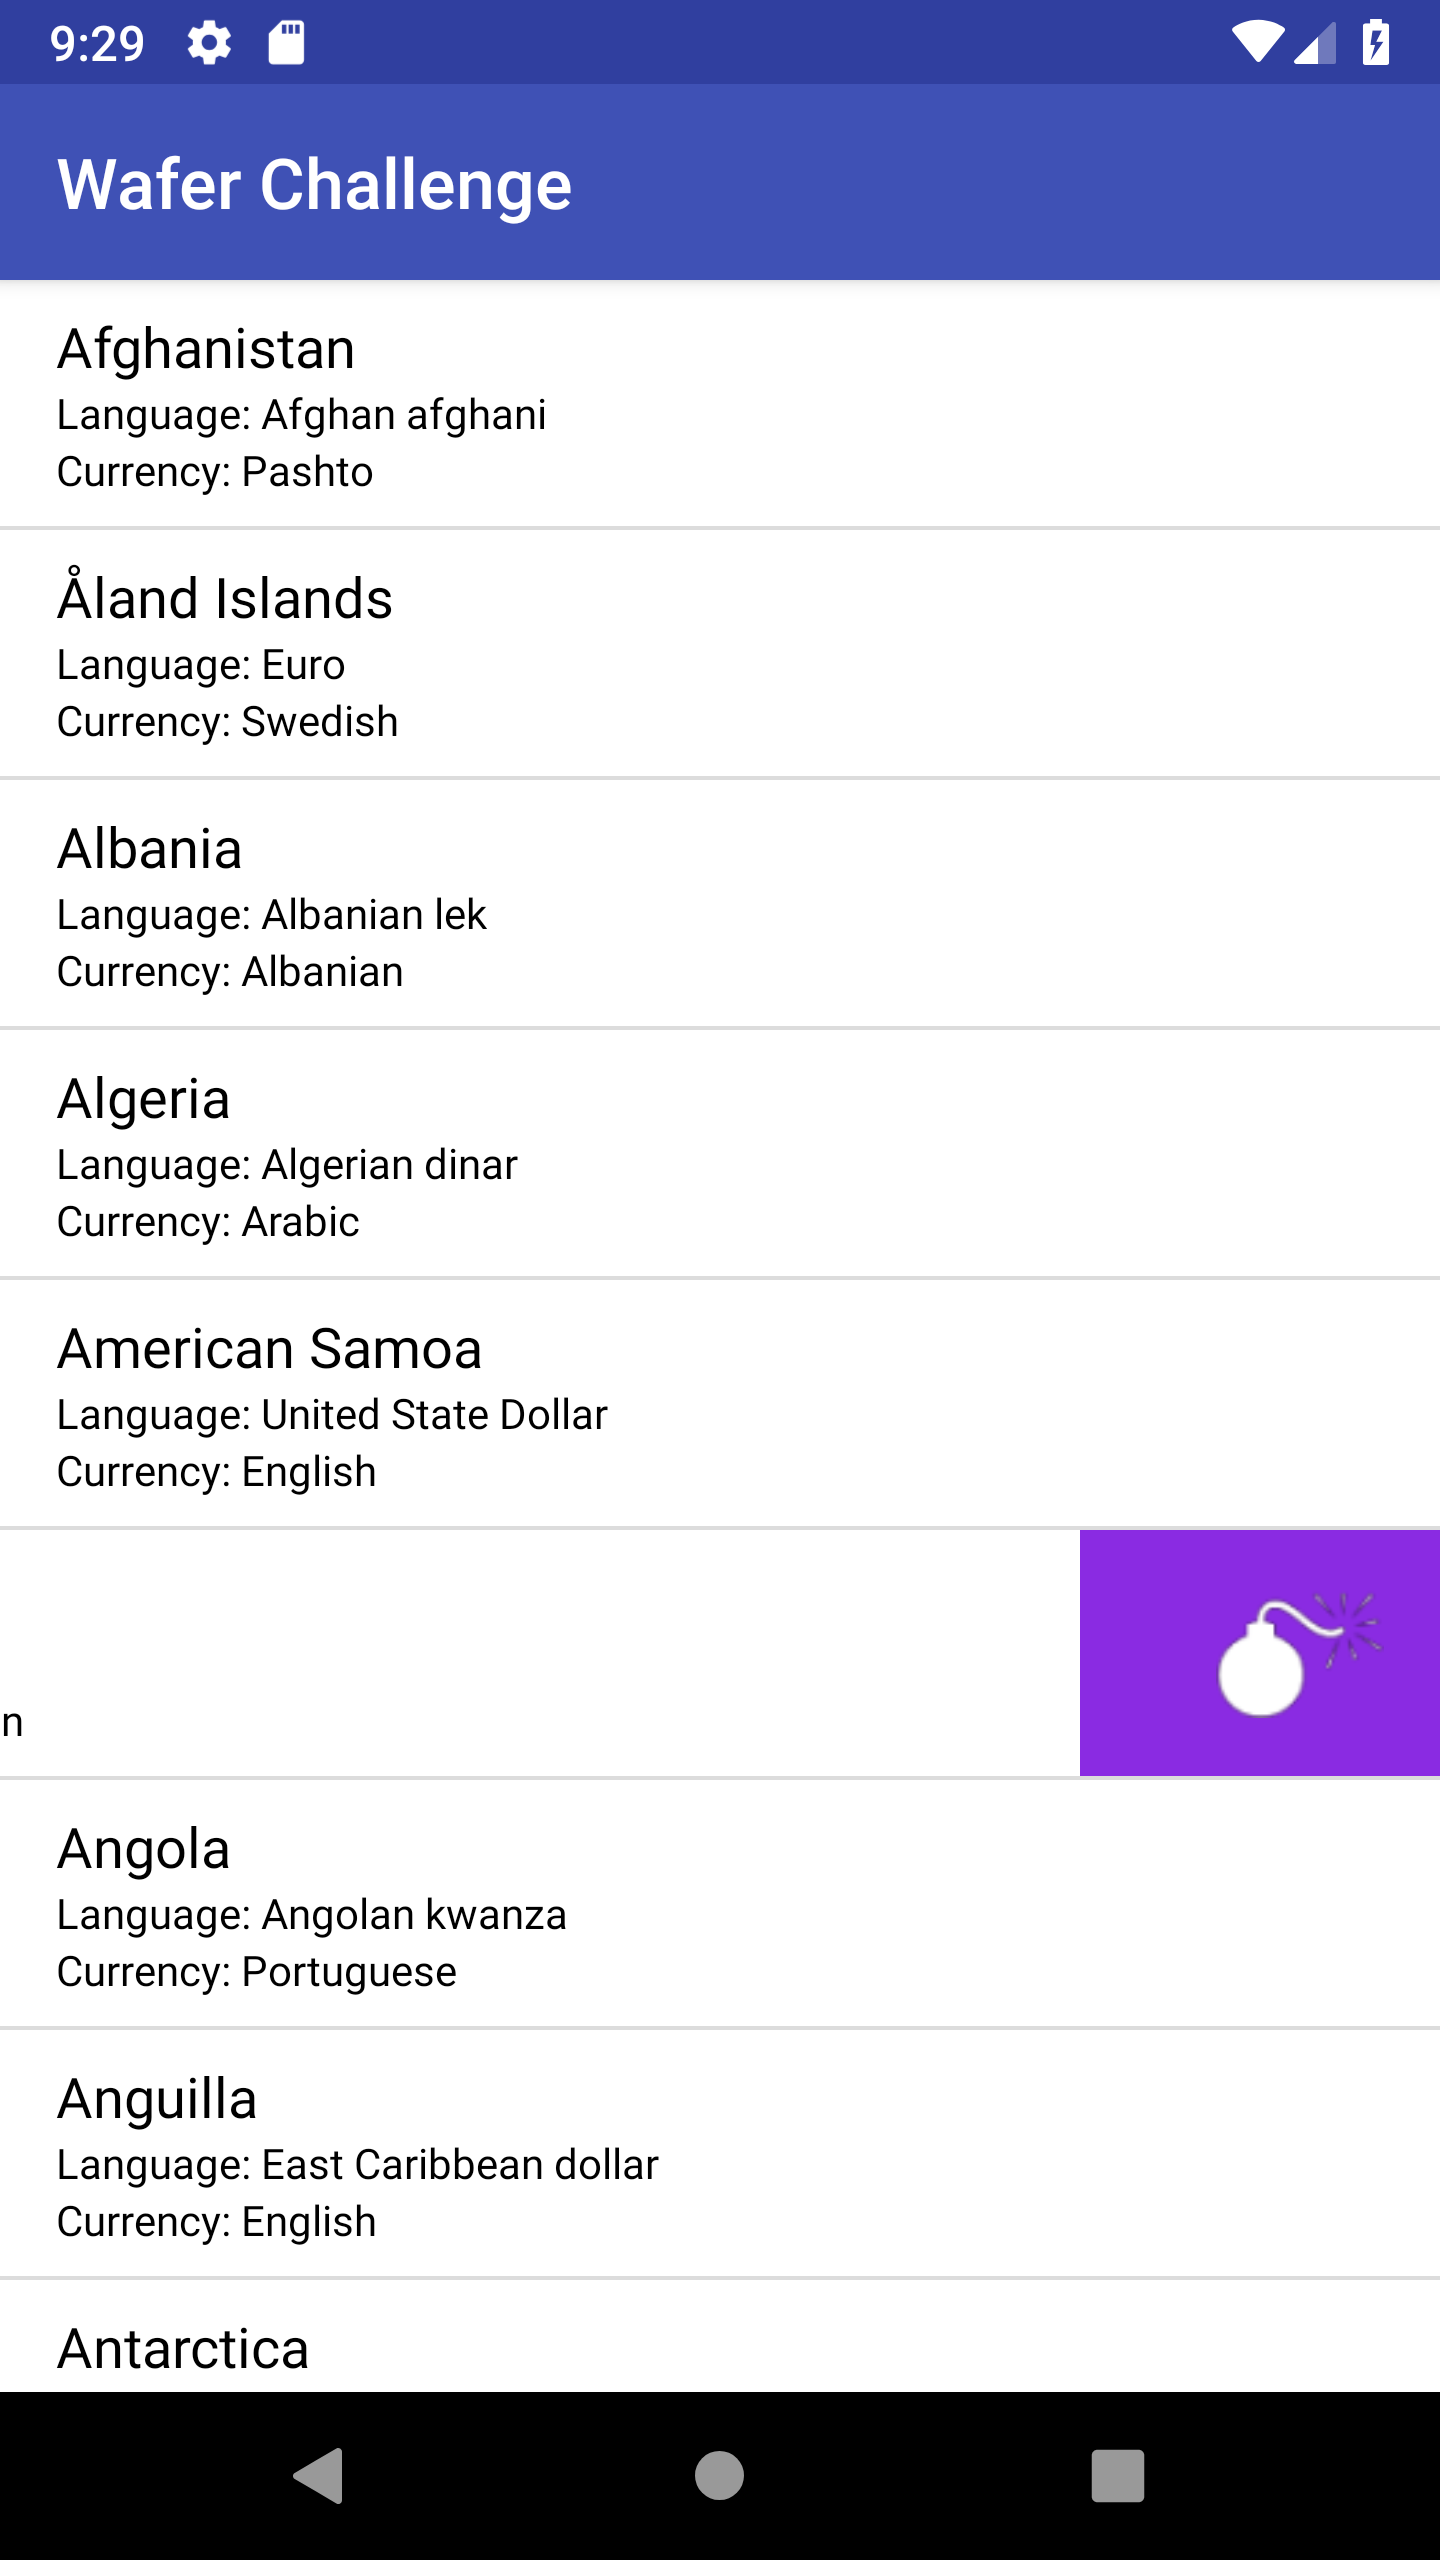 9:29
Wafer Challenge
Afghanistan
Language: Afghan afghani
Currency: Pashto
Åland Islands
Language: Euro
Currency: Swedish
Albania
Language: Albanian lek
Currency: Albanian
Algeria
Language: Algerian dinar
Currency: Arabic
American Samoa
Language: United State Dollar
Currency: English
n
Angola
Language: Angolan kwanza
Currency: Portuguese
Anguilla
Language: East Caribbean dollar
Currency: English
Antarctica